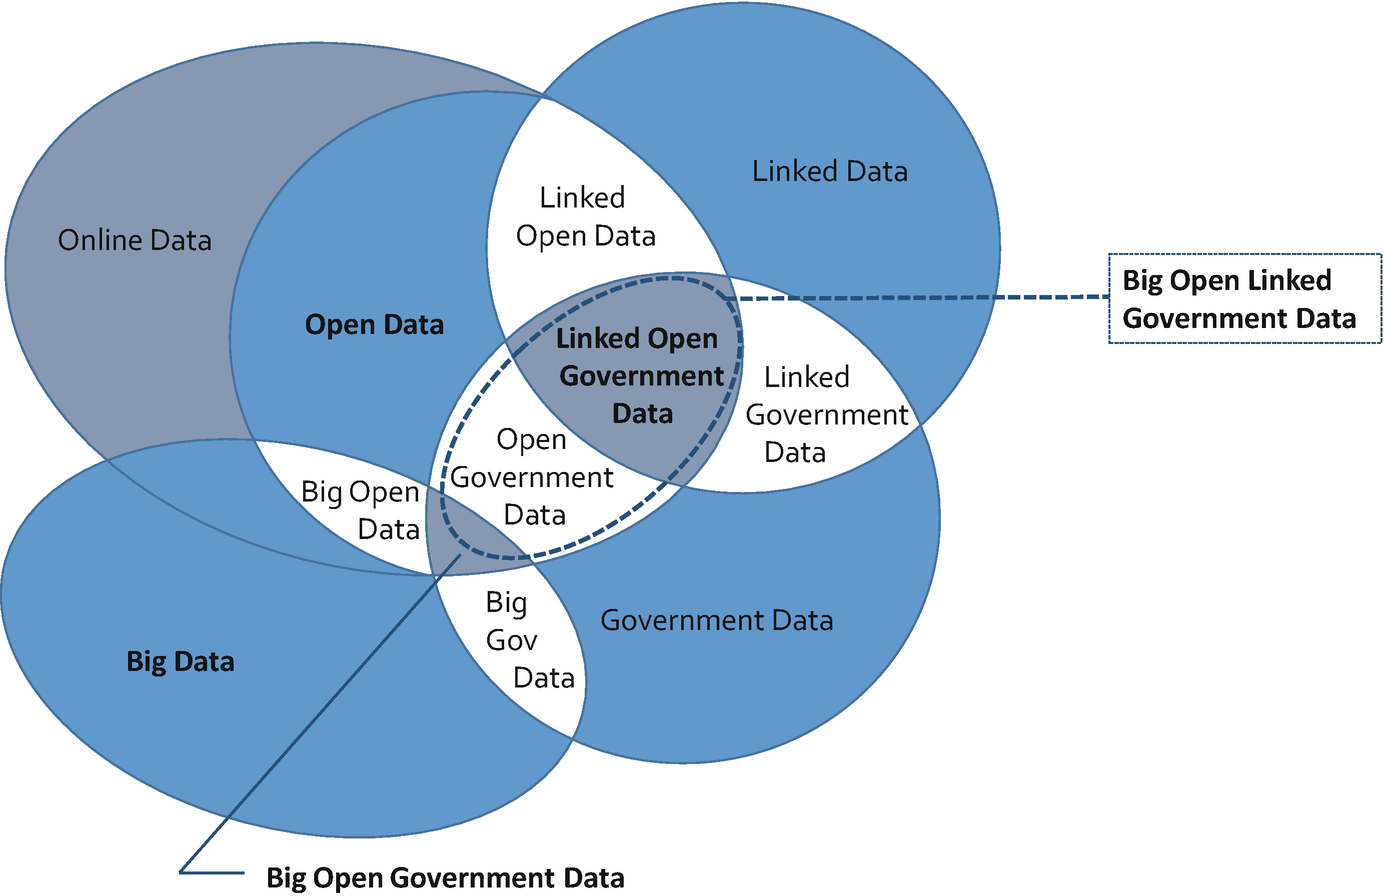 Linked Data
Online Data
Linked
Open Data
Big Open Linked
Government Data
Open Data
Linked Open
Government
Data
Linked
Government
Data
Open
Government
Data
Big Open
Data
Big
Gov
Data
Government Data
Big Data
Big Open Government Data